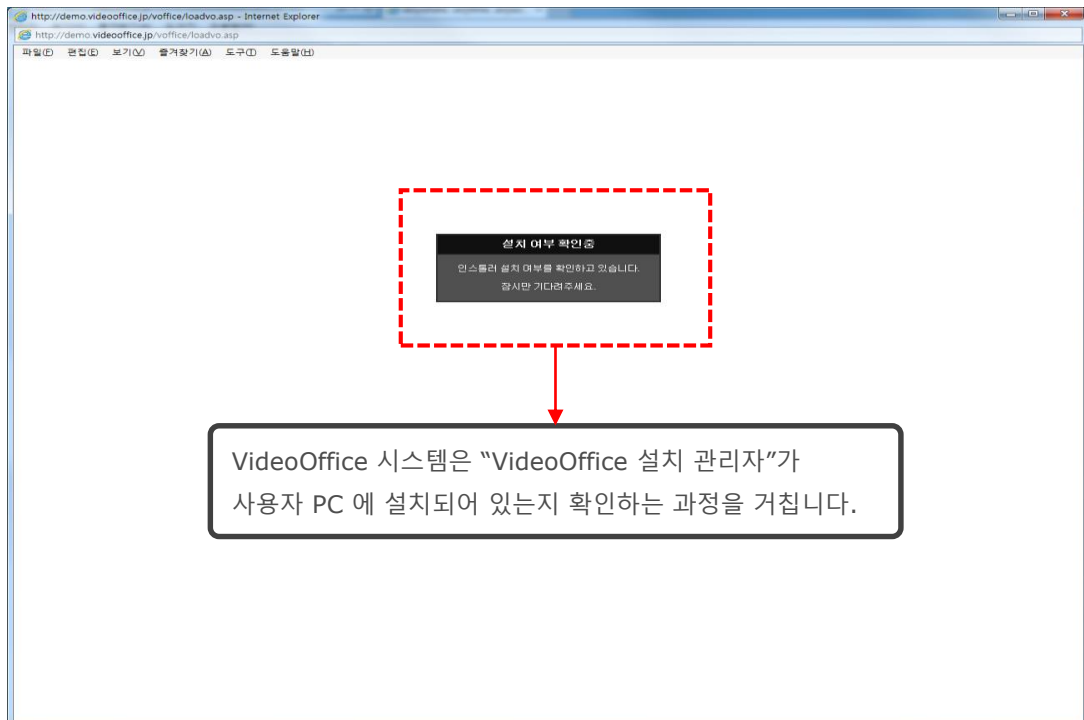 http://demo.videooffice.jp/voffice/loadvo.asp - Internet Explorer
http://demo.videooffice.jp/voffice/loadvo.asp
파일(F) 편집(E) 보기(V) 즐겨찾기(A) 도구(T) 도움말(H)
설치 여부 확인중
인스톨러 설치 여부를 확인하고 있습니다.
잠시만 기다려주세요.
VideoOffice 시스템은 “VideoOffice 설치 관리자”가
사용자 PC 에 설치되어 있는지 확인하는 과정을 거칩니다.